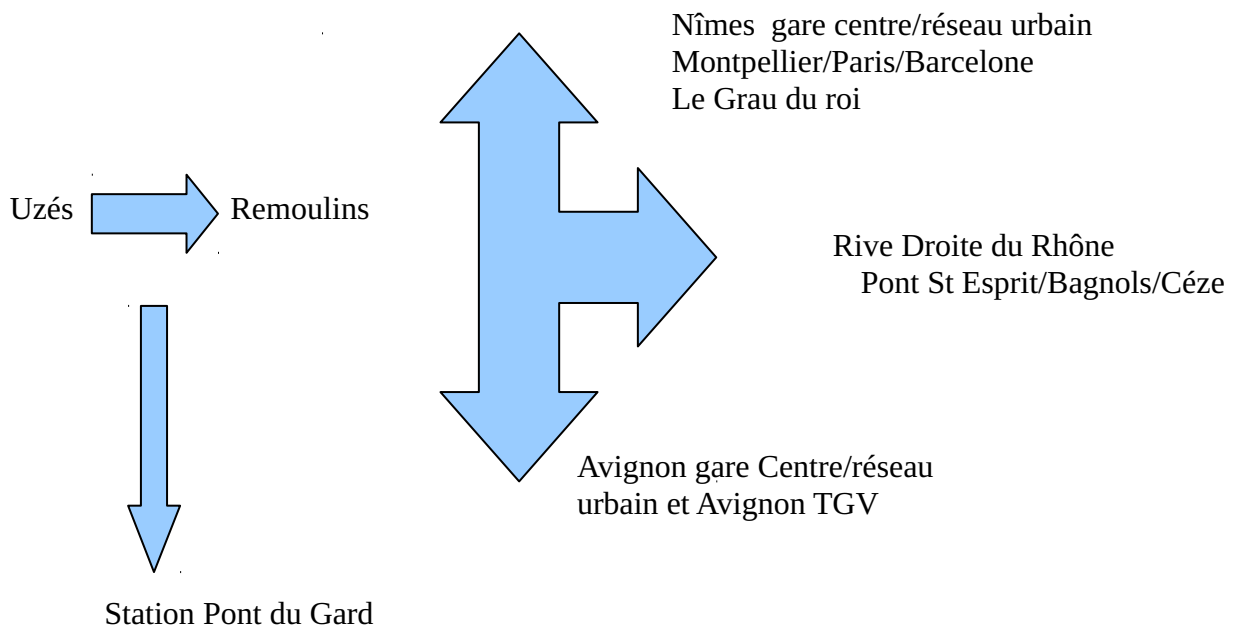 Nîmes gare centre/réseau urbain
Montpellier/Paris/Barcelone
Le Grau du roi
Uzés
Remoulins
Rive Droite du Rhône
Pont St Esprit/Bagnols/Céze
Avignon gare Centre/réseau
urbain et Avignon TGV
Station Pont du Gard